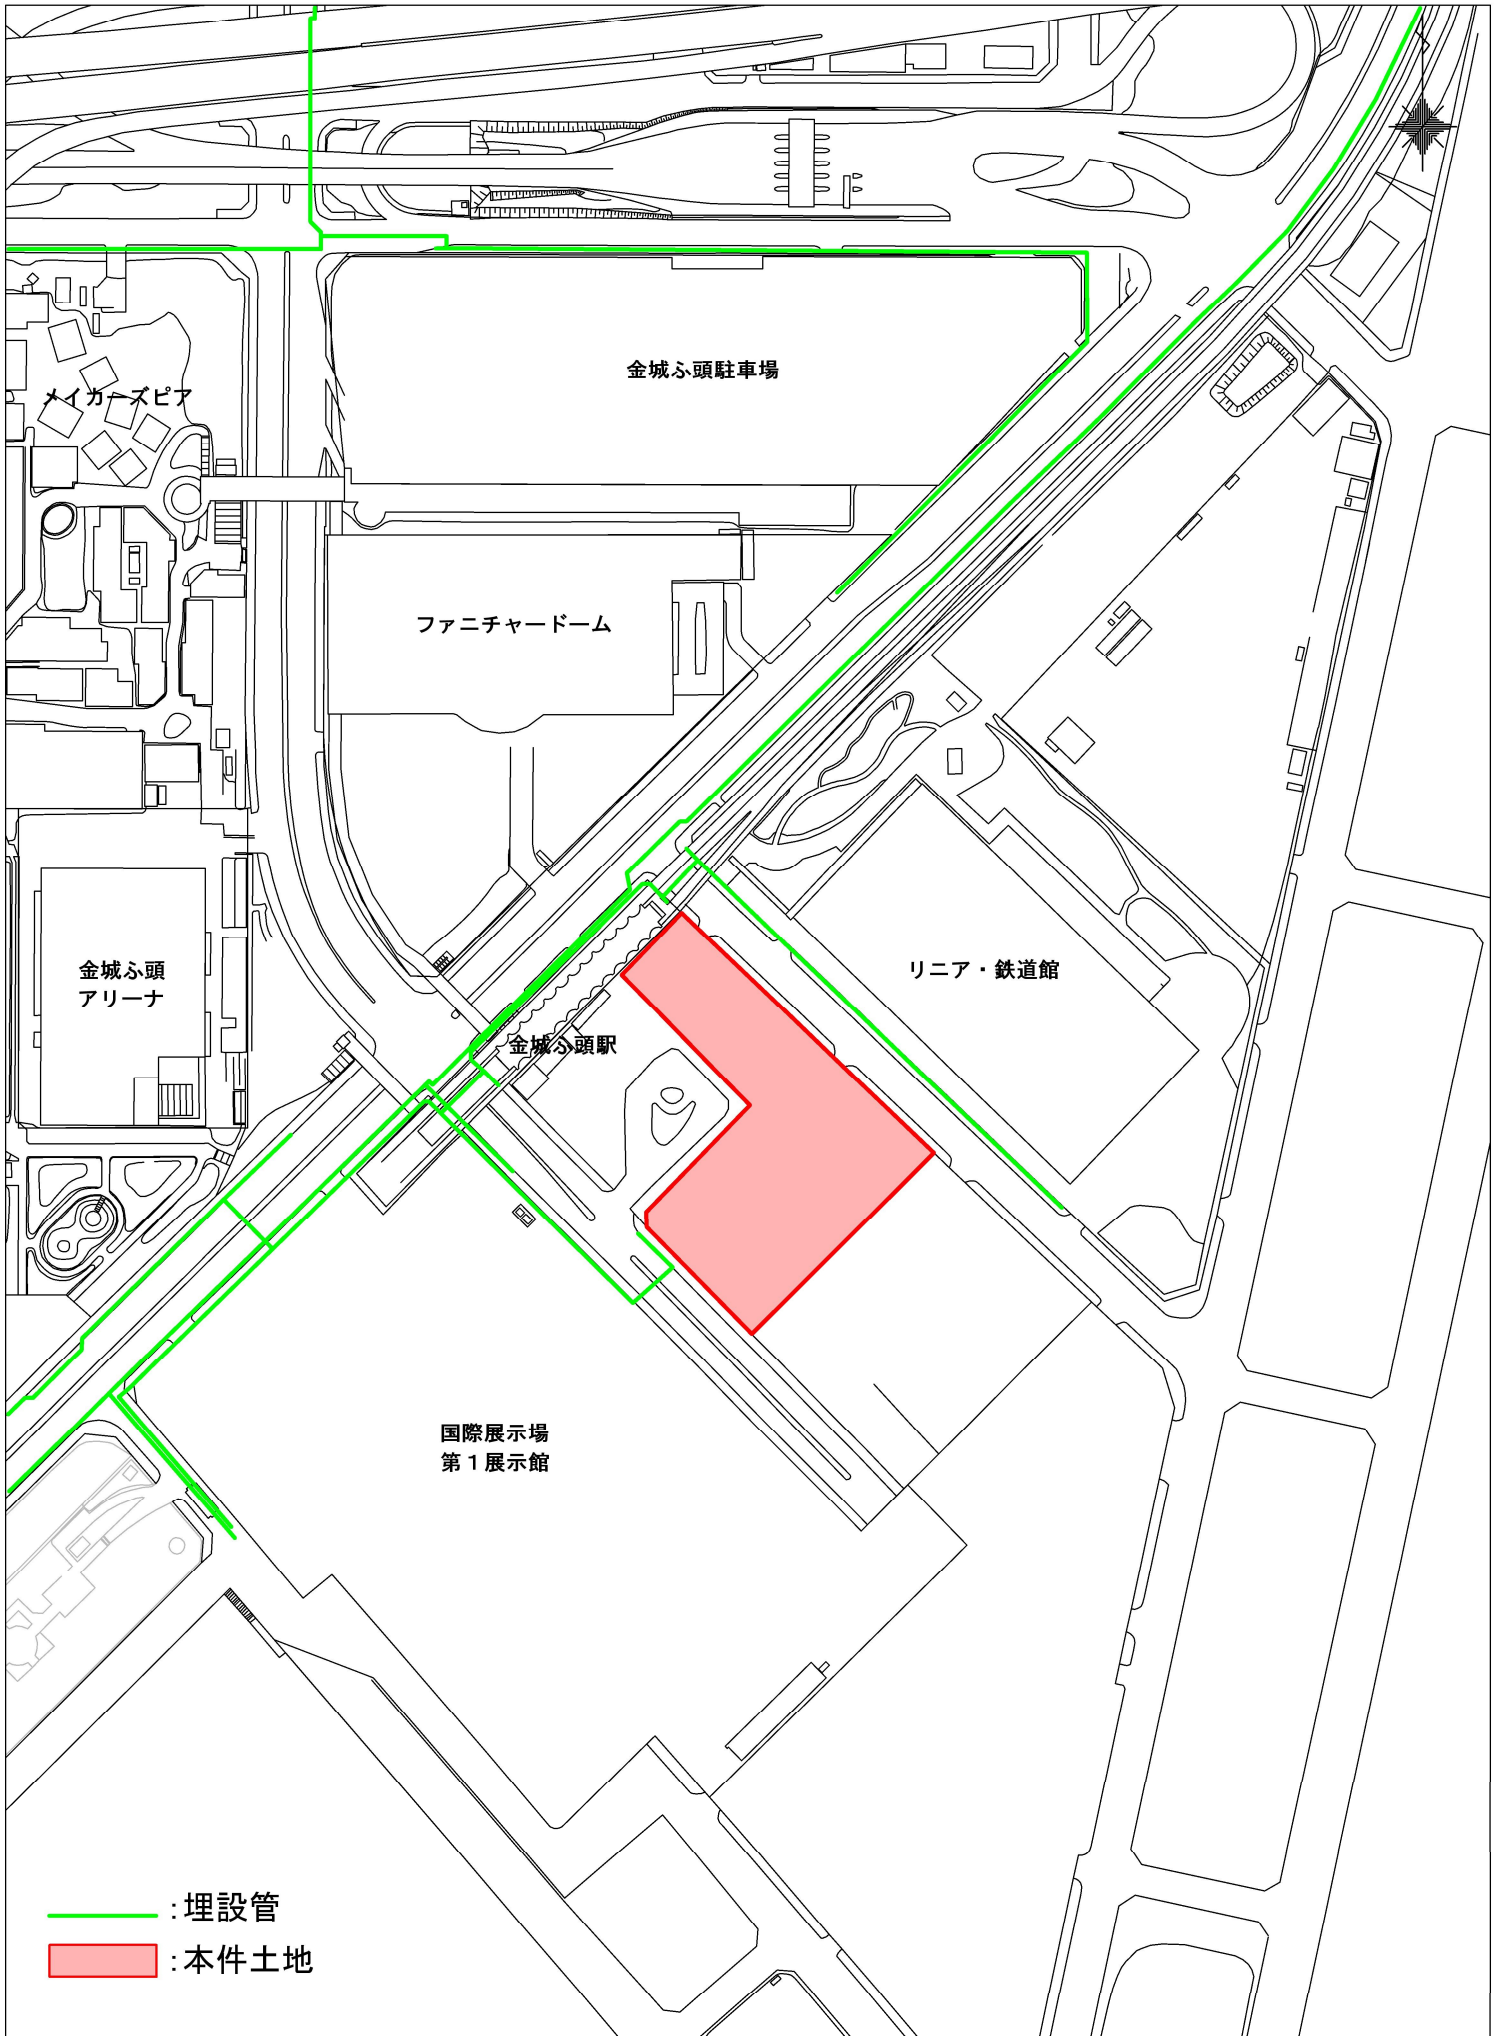 金城ふ頭駐車場
メイカーズピア
ファニチャードーム
金城ふ頭
アリーナ
リニア・鉄道館
金城ふ頭駅
国際展示場
第１展示館
：埋設管
：本件土地